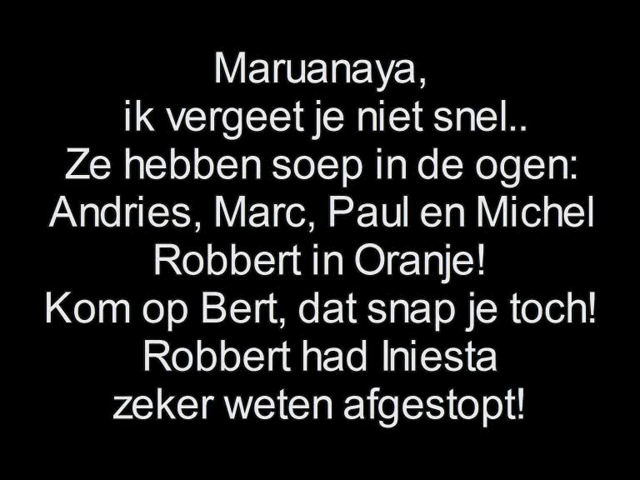 Maruanaya,
ik vergeet je niet snel..
Ze hebben soep in de ogen:
Andries, Marc, Paul en Michel
Robbert in Oranje!
Kom op Bert, dat snap je toch!
Robbert had Iniesta
zeker weten afgestopt!